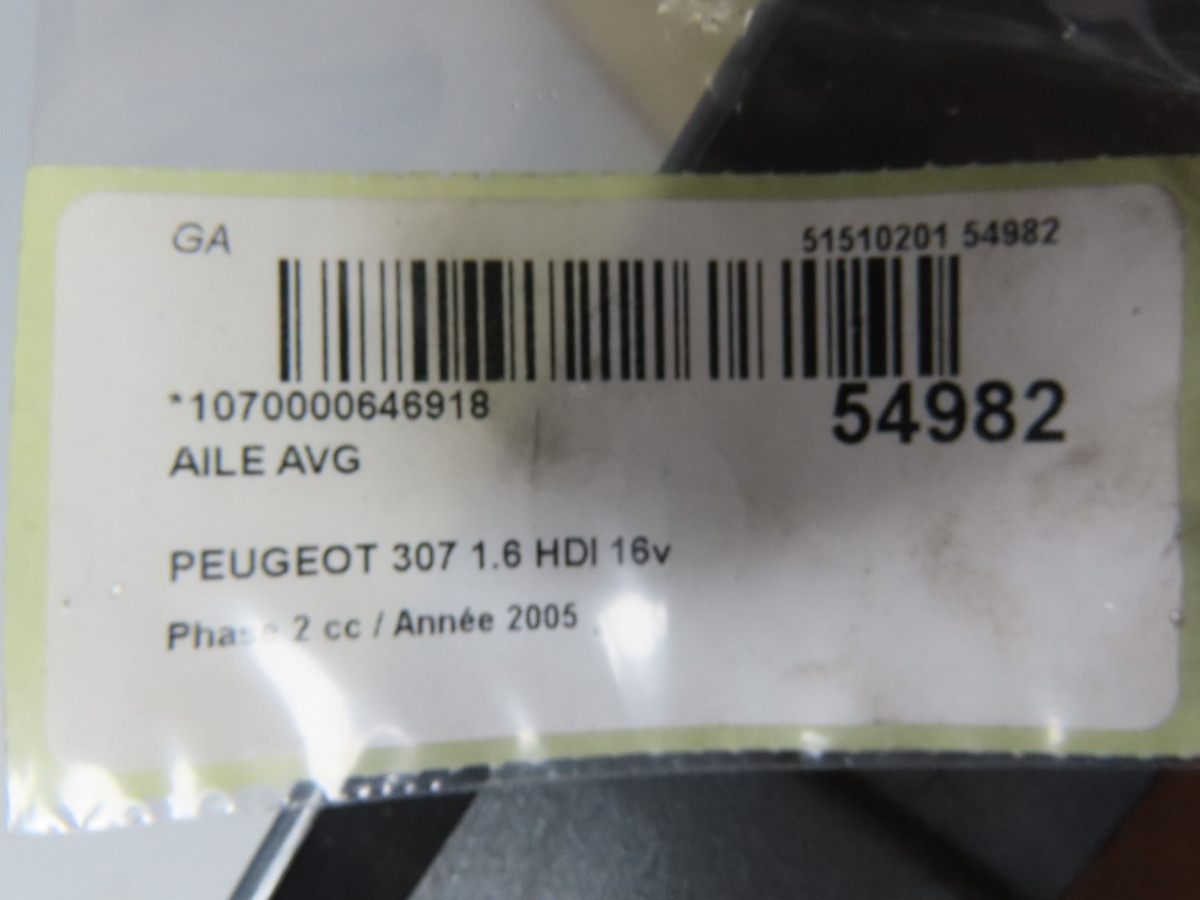 GA
51510201 54982
*1070000646918
54982
AILE AVG
PEUGEOT 307 1.6 HDI 16v
Phase 2 cc / Année 2005